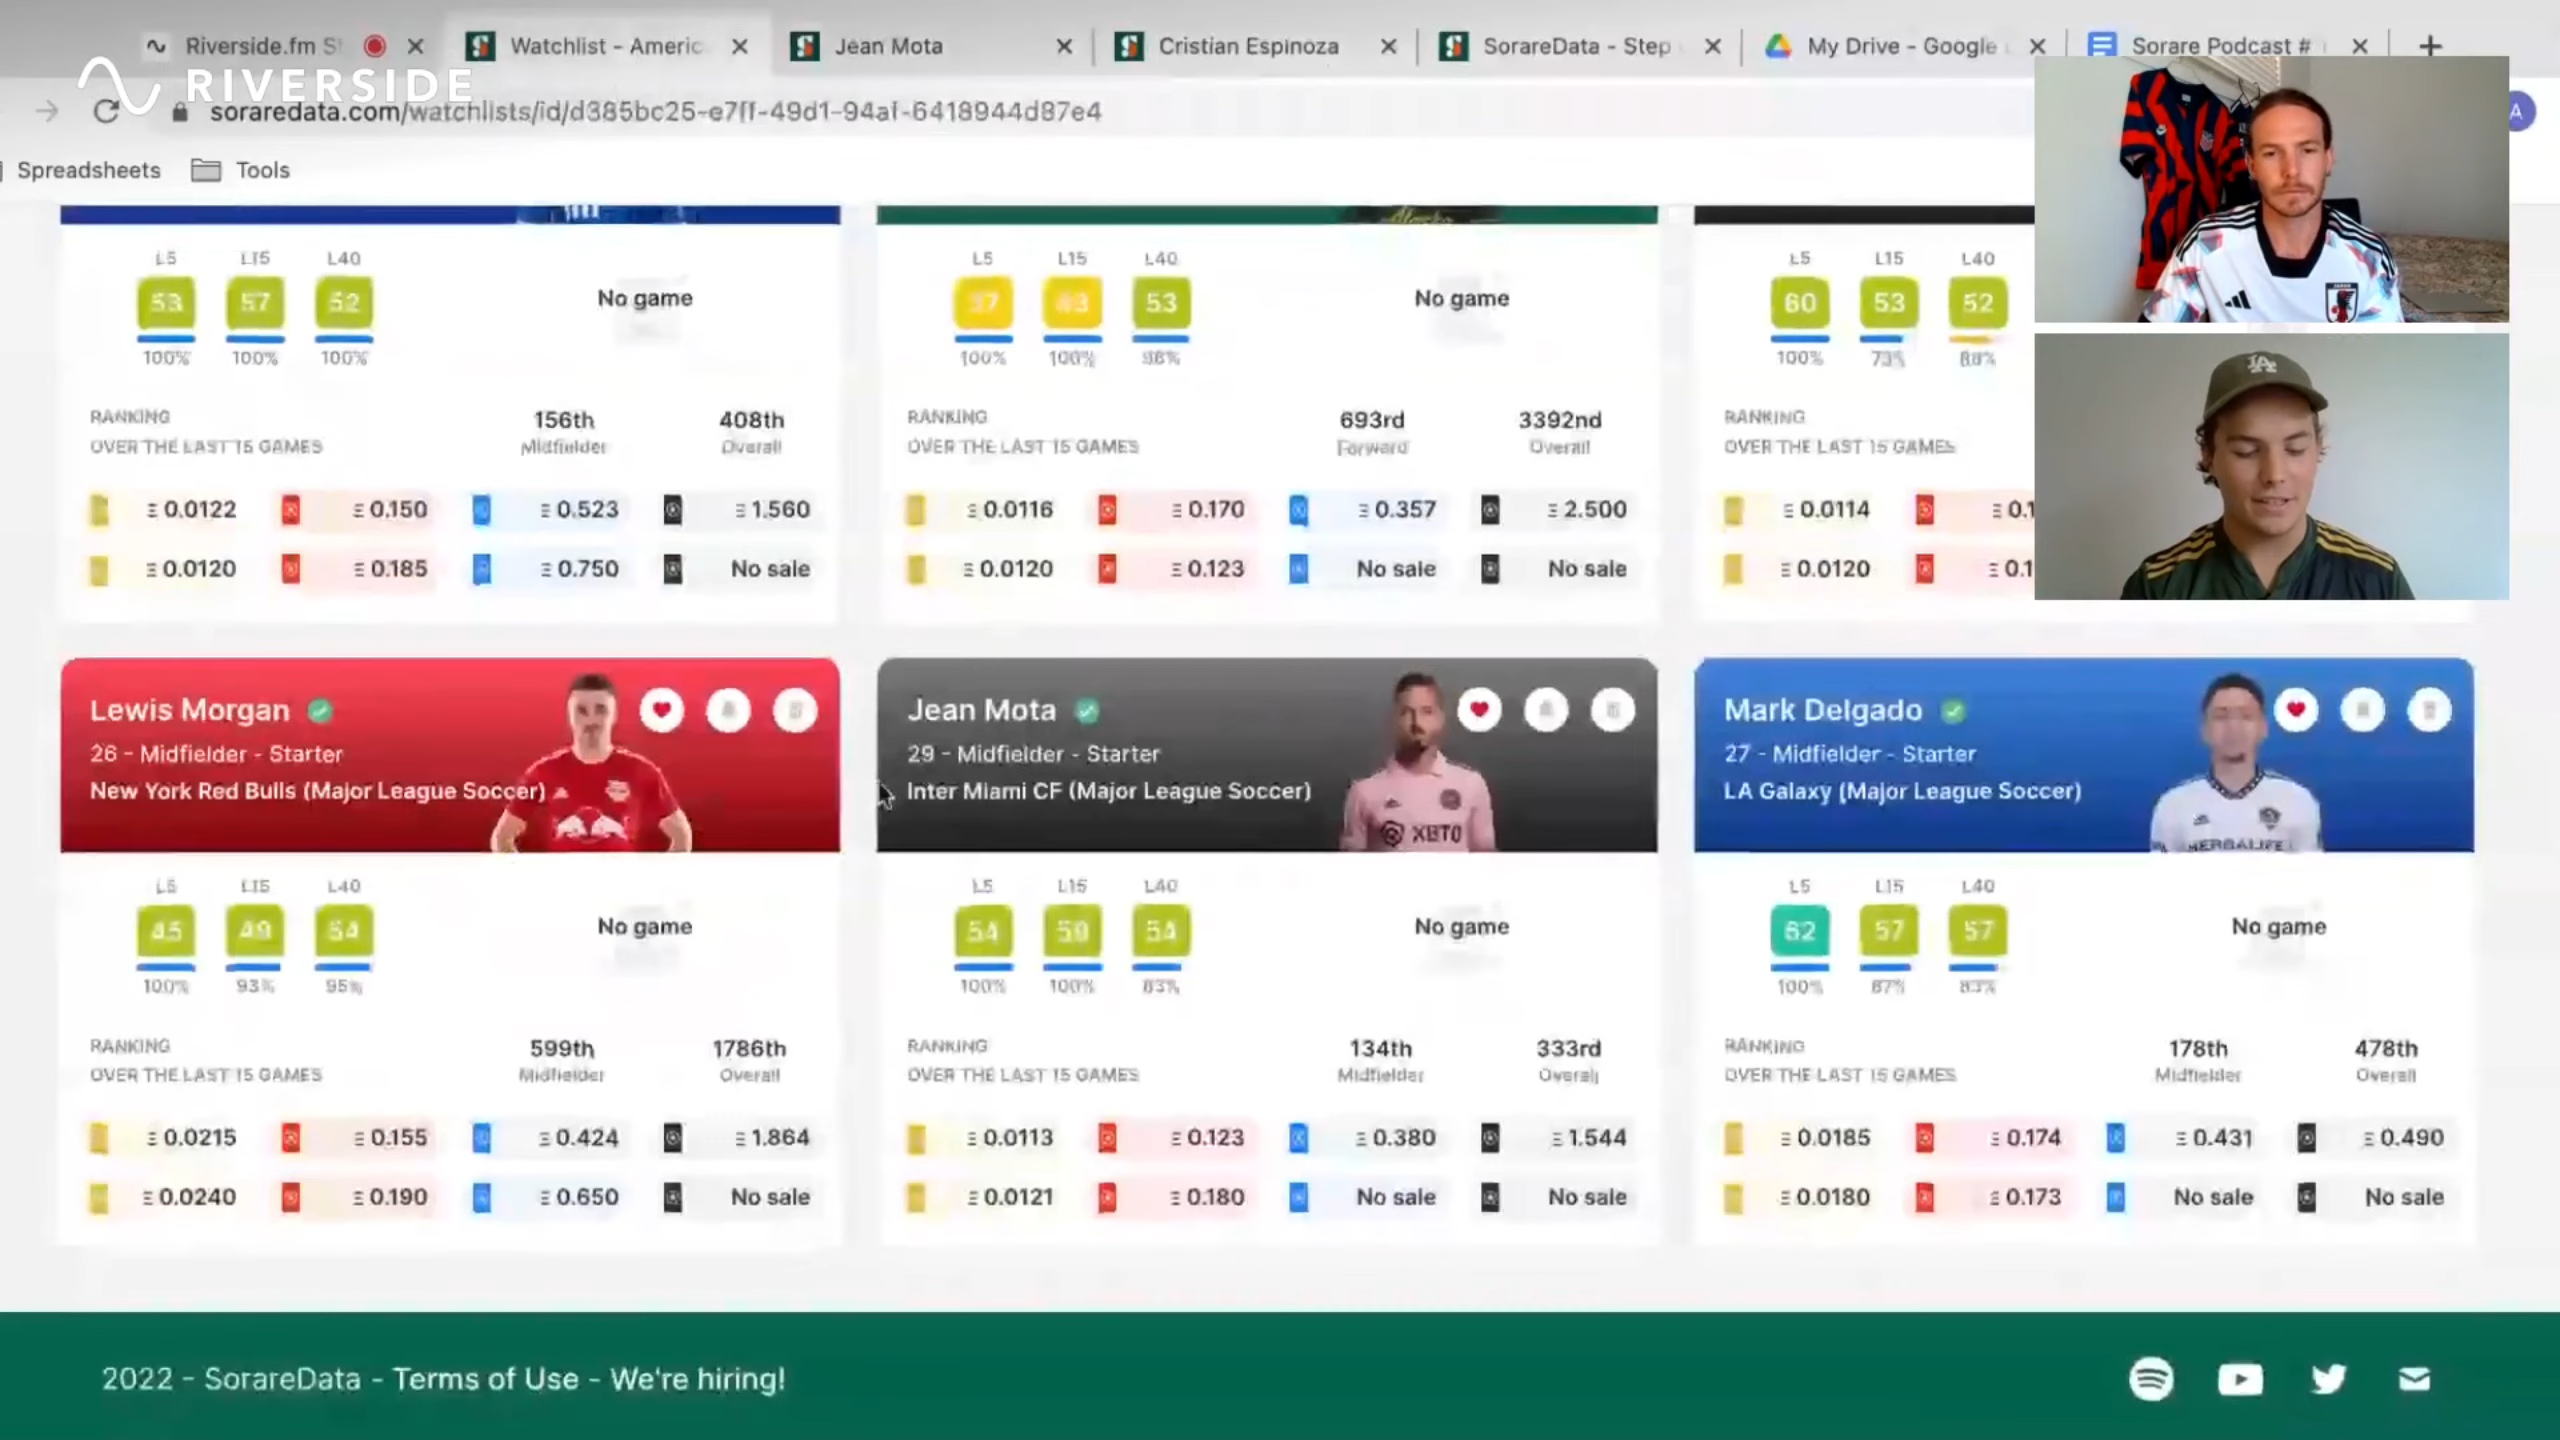 Riverside.fm St
Watchlist - Americ
Jean Mota
Cristian Espinoza
SorareData - Step
My Drive - Google
Sorare Podcast #
RIVERSIDE
soraredata.com/watchlists/id/d385bc25-e7ff-49d1-94af-6418944d87e4
A
Spreadsheets
Tools
L5 L15 L40
53 57 52
No game
100% 100% 100%
RANKING
OVER THE LAST 15 GAMES
156th 408th
Midfielder Overall
0.0122 0.150 0.523 1.560
0.0120 0.185 0.750 No sale
L5 L15 L40
37 43 53
No game
100% 100%
RANKING
OVER THE LAST 15 GAMES
693rd 3392nd
Forward Overall
0.0116 0.170 0.357 2.500
0.0120 0.123 No sale No sale
L5 L15 L40
60 53 52
100% 73%
RANKING
OVER THE LAST 15 GAMES
0.0114 0.1
0.0120 0.1
LA
Lewis Morgan
26 - Midfielder - Starter
New York Red Bulls (Major League Soccer)
L5 L15 L40
45 49 54
No game
100% 93% 95%
RANKING
OVER THE LAST 15 GAMES
599th 1786th
Midfielder Overall
0.0215 0.155 0.424 1.864
0.0240 0.190 0.650 No sale
Jean Mota
29 - Midfielder - Starter
Inter Miami CF (Major League Soccer)
XBTO
L5 L15 L40
54 59 54
No game
100% 100% 83%
RANKING
OVER THE LAST 15 GAMES
134th 333rd
Midfielder Overall
0.0113 0.123 0.380 1.544
0.0121 0.180 No sale No sale
Mark Delgado
27 - Midfielder - Starter
LA Galaxy (Major League Soccer)
HERBALIFE
L5 L15 L40
62 57 57
No game
100% 87% 83%
RANKING
OVER THE LAST 15 GAMES
178th 478th
Midfielder Overall
0.0185 0.174 0.431 0.490
0.0180 0.173 No sale No sale
2022 - SorareData - Terms of Use - We're hiring!